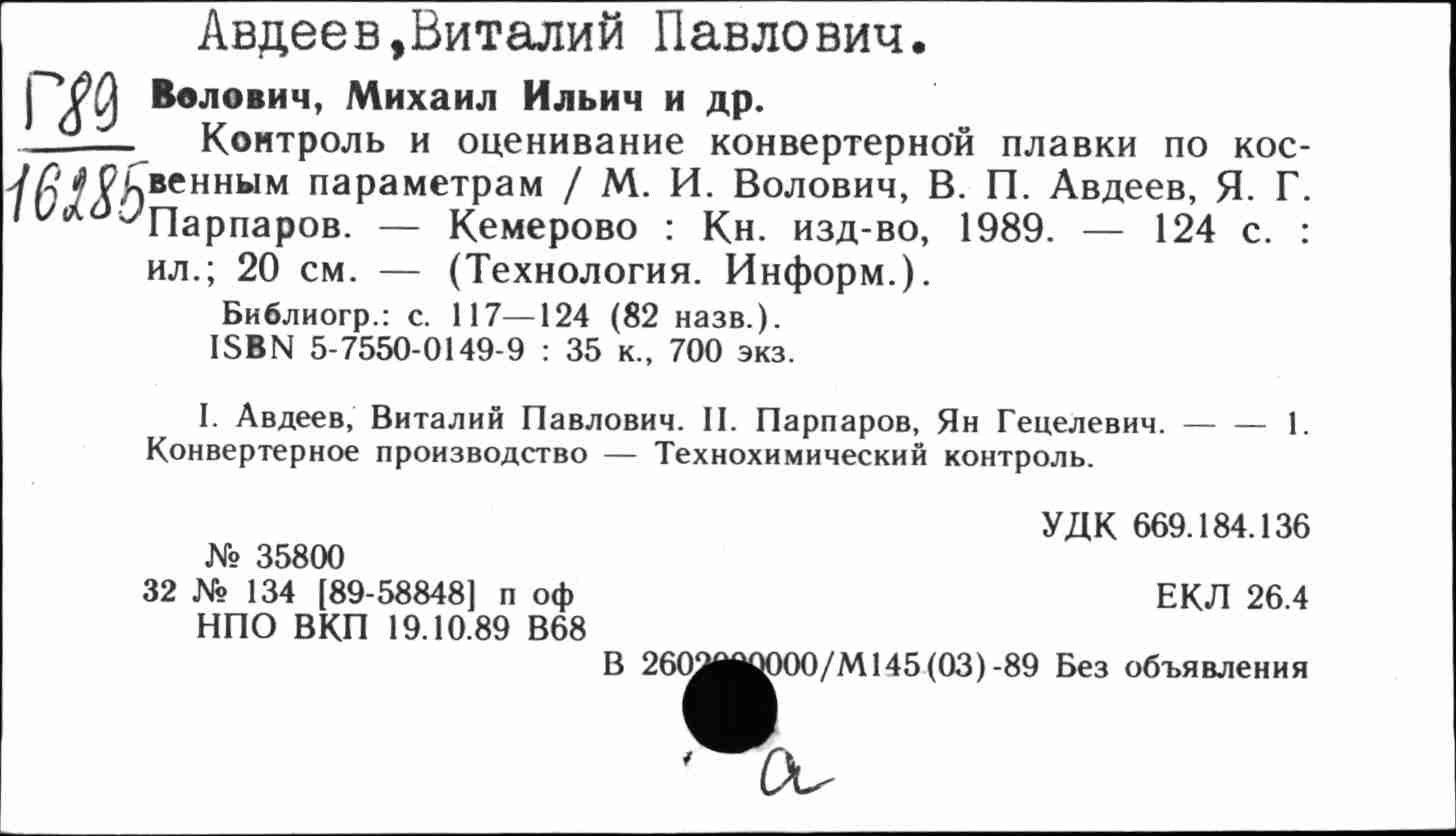 Авдеев,Виталий Павлович.
Г89
16285
Волович, Михаил Ильич и др.
Контроль и оценивание конвертерной плавки по кос-
венным параметрам / М. И. Волович, В. П. Авдеев, Я. Г.
Парпаров. — Кемерово : Кн. изд-во, 1989. — 124 с. :
ил.; 20 см. — (Технология. Информ.).
Библиогр.: с. 117—124 (82 назв.).
ISBN 5-7550-0149-9 : 35 к., 700 экз.
I. Авдеев, Виталий Павлович. II. Парпаров, Ян Гецелевич. — — 1.
Конвертерное производство — Технохимический контроль.
УДК 669.184.136
№ 35800
32 № 134 [89-58848] п оф
ЕКЛ 26.4
НПО ВКП 19.10.89 В68
В /М145(03)-89 Без объявления
а